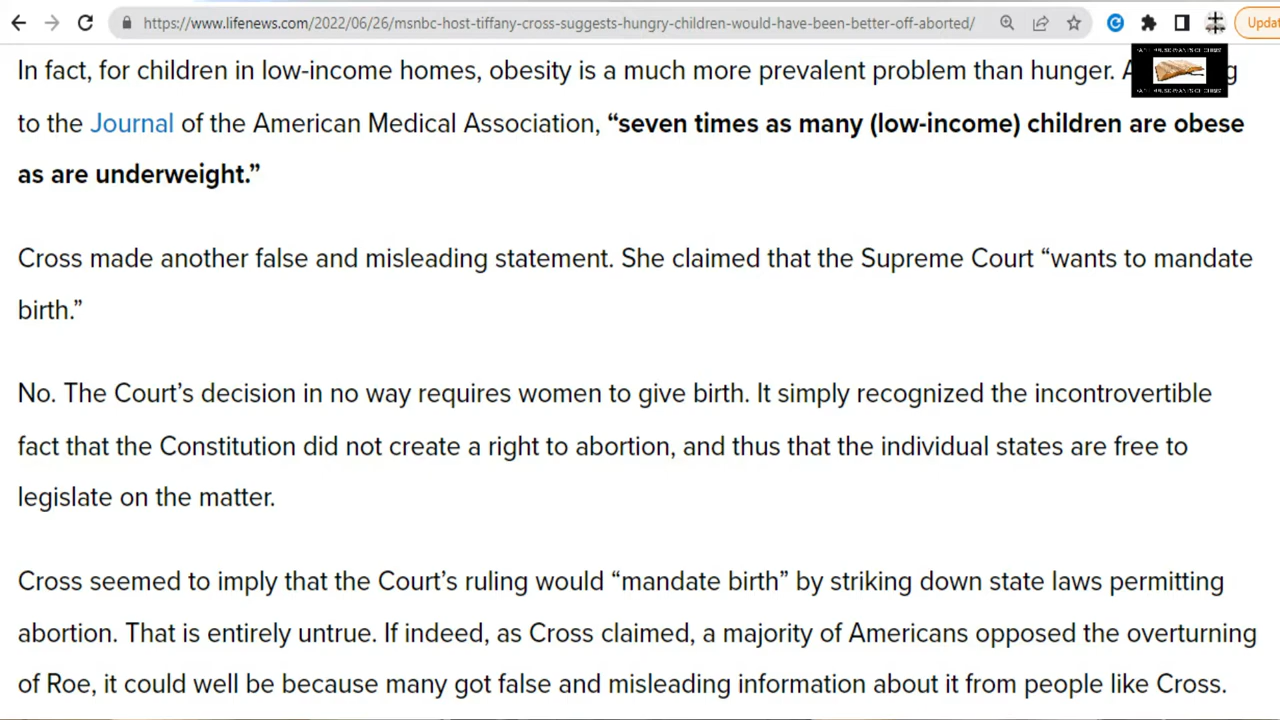 https://www.lifenews.com/2022/06/26/msnbc-host-tiffany-cross-suggests-hungry-children-would-have-been-better-off-aborted/
Updat
In fact, for children in low-income homes, obesity is a much more prevalent problem than hunger. A g
to the Journal of the American Medical Association, “seven times as many (low-income) children are obese
as are underweight.”
Cross made another false and misleading statement. She claimed that the Supreme Court “wants to mandate
birth.”
No. The Court’s decision in no way requires women to give birth. It simply recognized the incontrovertible
fact that the Constitution did not create a right to abortion, and thus that the individual states are free to
legislate on the matter.
Cross seemed to imply that the Court’s ruling would “mandate birth” by striking down state laws permitting
abortion. That is entirely untrue. If indeed, as Cross claimed, a majority of Americans opposed the overturning
of Roe, it could well be because many got false and misleading information about it from people like Cross.